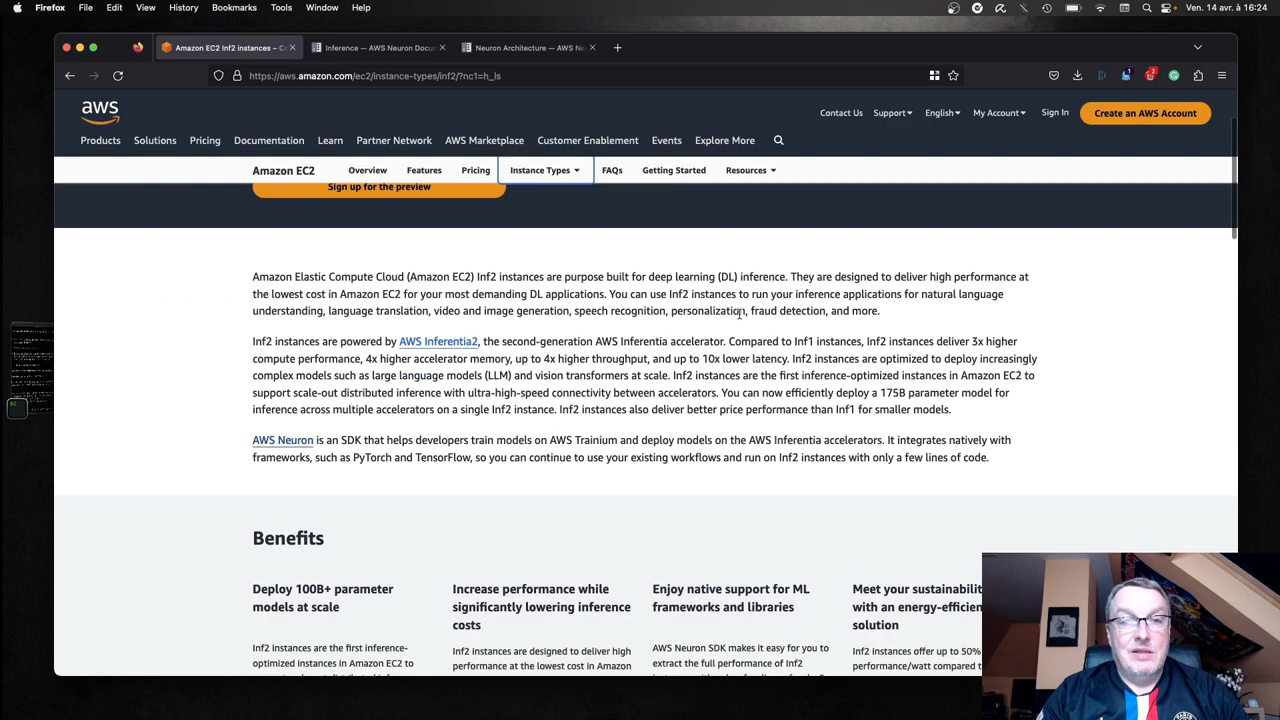 Firefox File Edit View History Bookmarks Tools Window Help Ven. 14 avr. à 16:24
Amazon EC2 Inf2 instances – C Inference — AWS Neuron Docu Neuron Architecture — AWS Ne
https://aws.amazon.com/ec2/instance-types/inf2/?nc1=h_ls 1 2
aws
Contact Us Support English My Account Sign In Create an AWS Account
Products Solutions Pricing Documentation Learn Partner Network AWS Marketplace Customer Enablement Events Explore More
Amazon EC2 Overview Features Pricing Instance Types FAQs Getting Started Resources
Sign up for the preview
Amazon Elastic Compute Cloud (Amazon EC2) Inf2 instances are purpose built for deep learning (DL) inference. They are designed to deliver high performance at
the lowest cost in Amazon EC2 for your most demanding DL applications. You can use Inf2 instances to run your inference applications for natural language
understanding, language translation, video and image generation, speech recognition, personalization, fraud detection, and more.
Inf2 instances are powered by AWS Inferentia2, the second-generation AWS Inferentia accelerator. Compared to Inf1 instances, Inf2 instances deliver 3x higher
compute performance, 4x higher accelerator memory, up to 4x higher throughput, and up to 10x lower latency. Inf2 instances are optimized to deploy increasingly
complex models such as large language models (LLM) and vision transformers at scale. Inf2 instances are the first inference-optimized instances in Amazon EC2 to
support scale-out distributed inference with ultra-high-speed connectivity between accelerators. You can now efficiently deploy a 175B parameter model for
inference across multiple accelerators on a single Inf2 instance. Inf2 instances also deliver better price performance than Inf1 for smaller models.
AWS Neuron is an SDK that helps developers train models on AWS Trainium and deploy models on the AWS Inferentia accelerators. It integrates natively with
frameworks, such as PyTorch and TensorFlow, so you can continue to use your existing workflows and run on Inf2 instances with only a few lines of code.
Benefits
Deploy 100B+ parameter
models at scale
Inf2 instances are the first inference-
optimized instances in Amazon EC2 to
Increase performance while
significantly lowering inference
costs
Inf2 instances are designed to deliver high
performance at the lowest cost in Amazon
Enjoy native support for ML
frameworks and libraries
AWS Neuron SDK makes it easy for you to
extract the full performance of Inf2
Meet your sustainabili
with an energy-efficien
solution
Inf2 instances offer up to 50%
performance/watt compared t